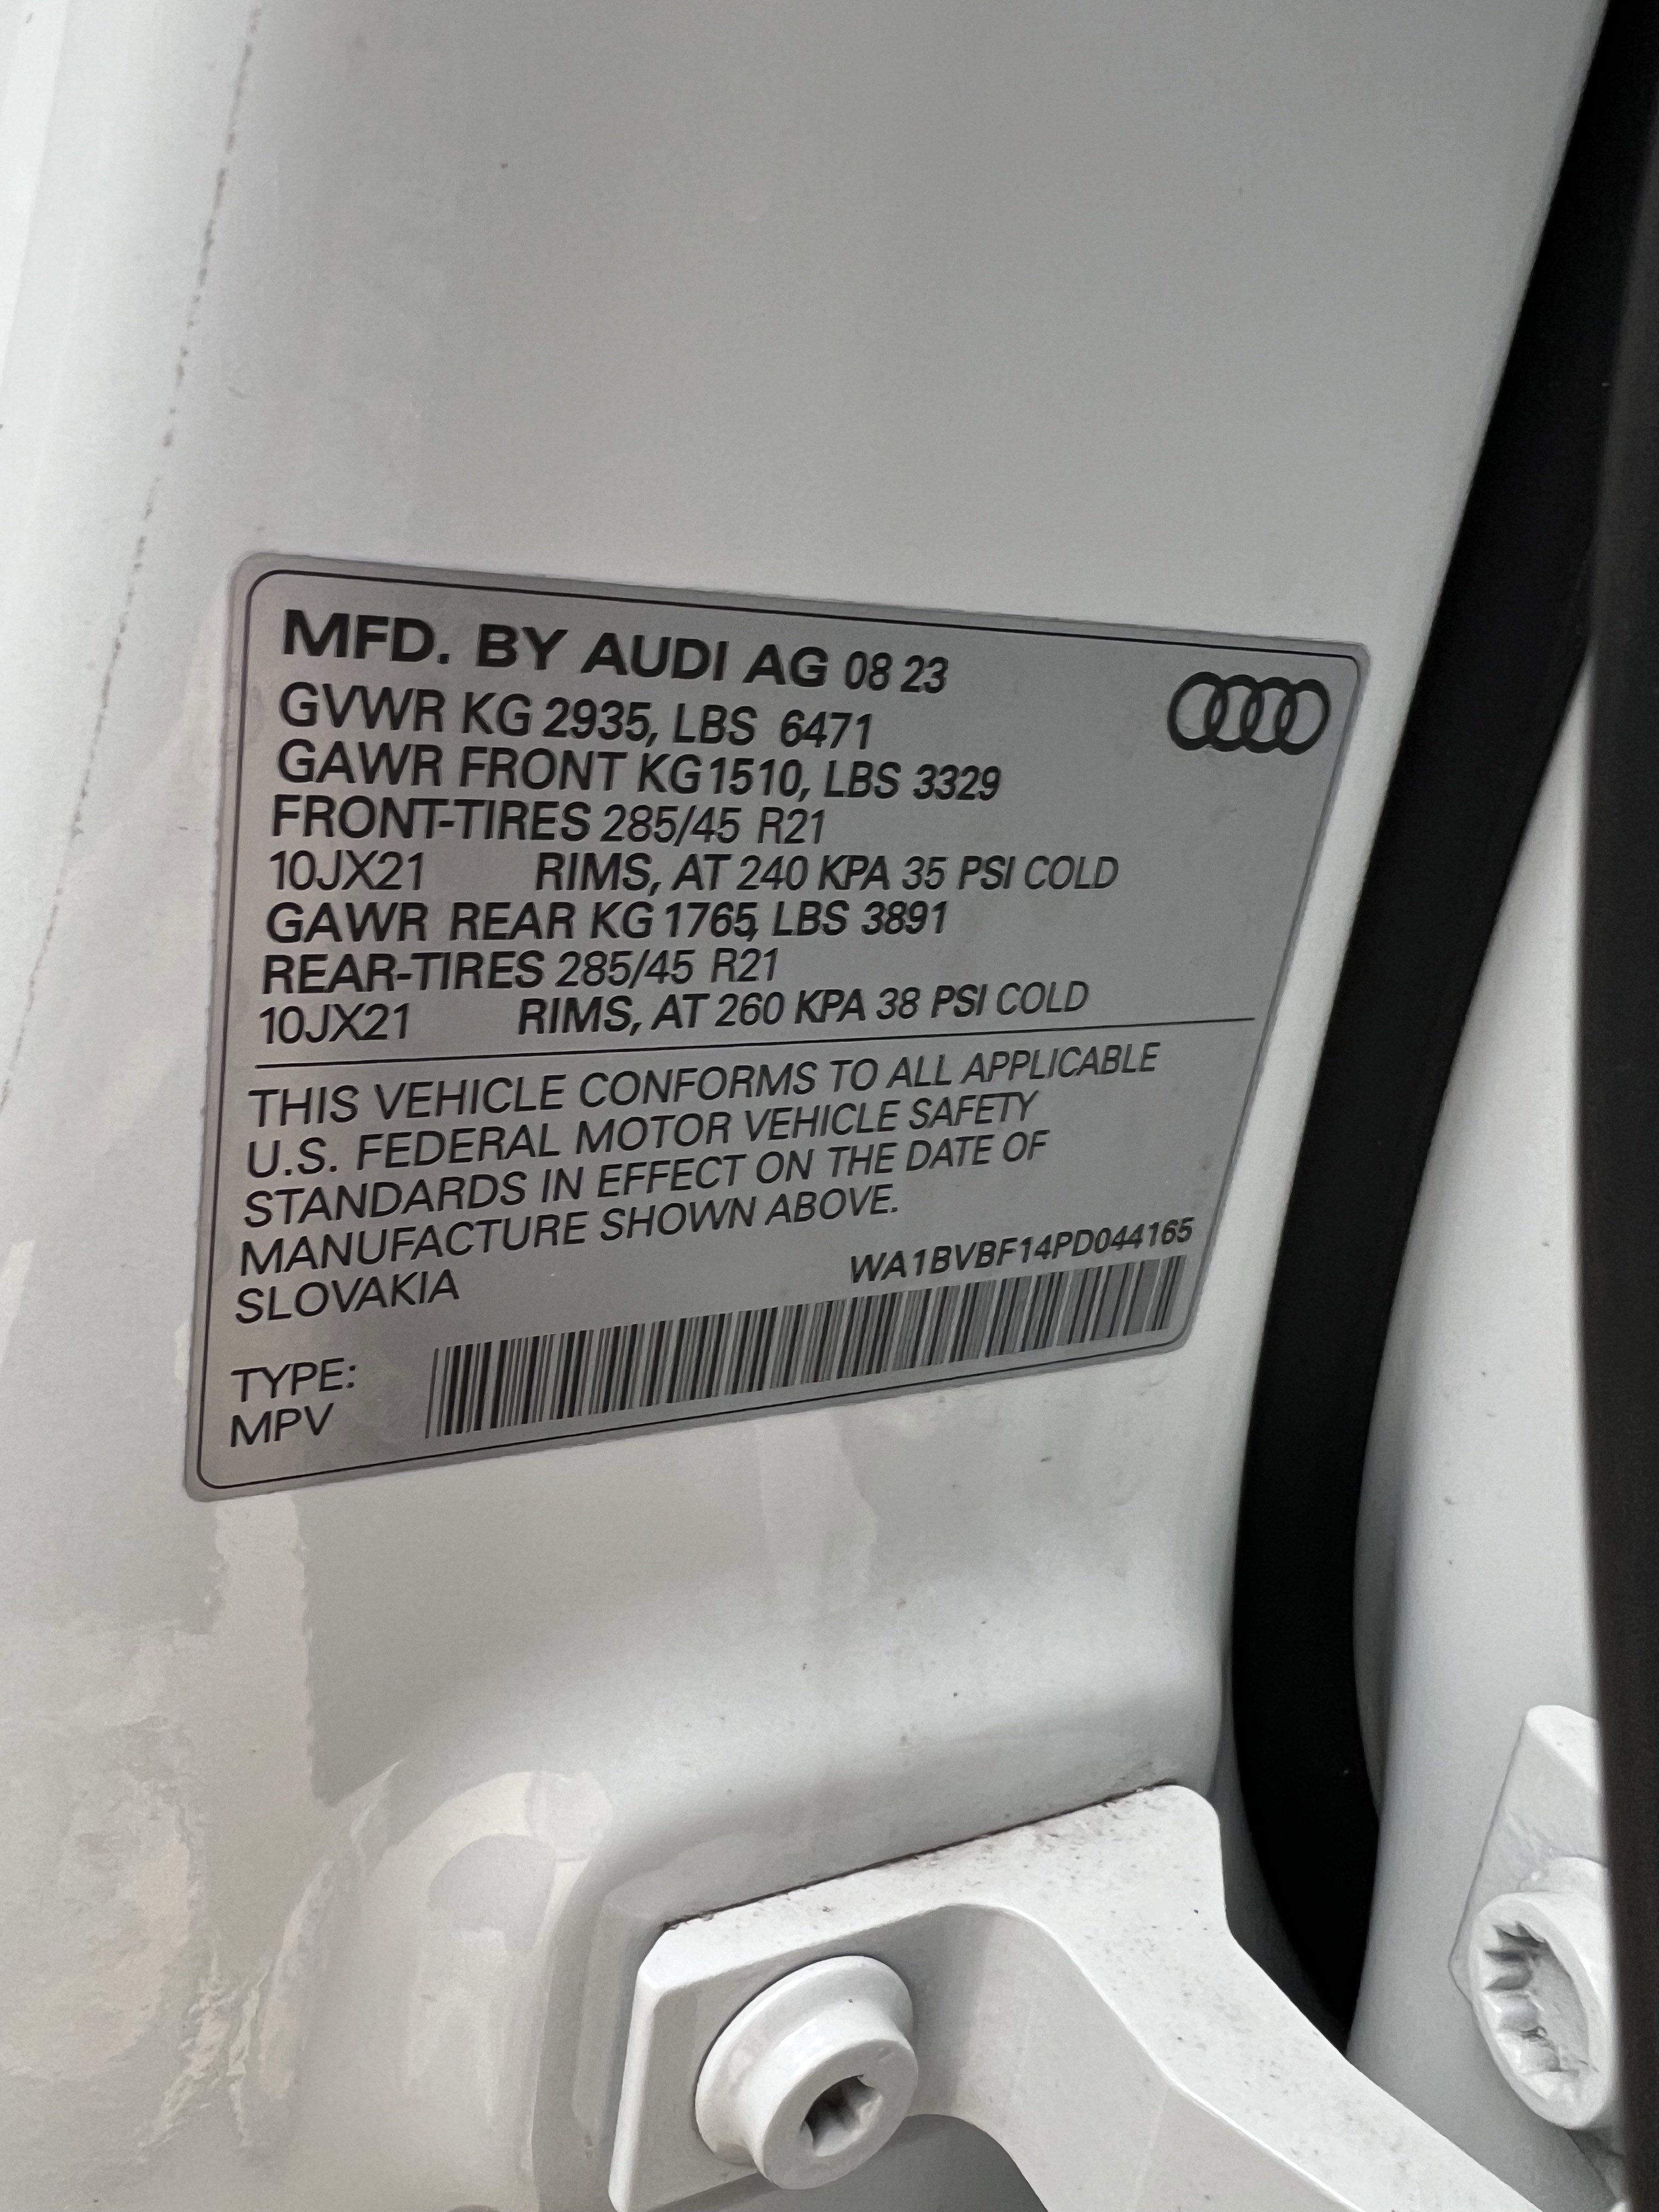 MFD. BY AUDI AG 08 23
GVWR KG 2935, LBS 6471
GAWR FRONT KG 1510, LBS 3329
FRONT-TIRES 285/45 R21
10JX21 RIMS, AT 240 KPA 35 PSI COLD
GAWR REAR KG 1765, LBS 3891
REAR-TIRES 285/45 R21
10JX21 RIMS, AT 260 KPA 38 PSI COLD
THIS VEHICLE CONFORMS TO ALL APPLICABLE
U.S. FEDERAL MOTOR VEHICLE SAFETY
STANDARDS IN EFFECT ON THE DATE OF
MANUFACTURE SHOWN ABOVE.
SLOVAKIA WA1BVBF14PD044165
TYPE:
MPV